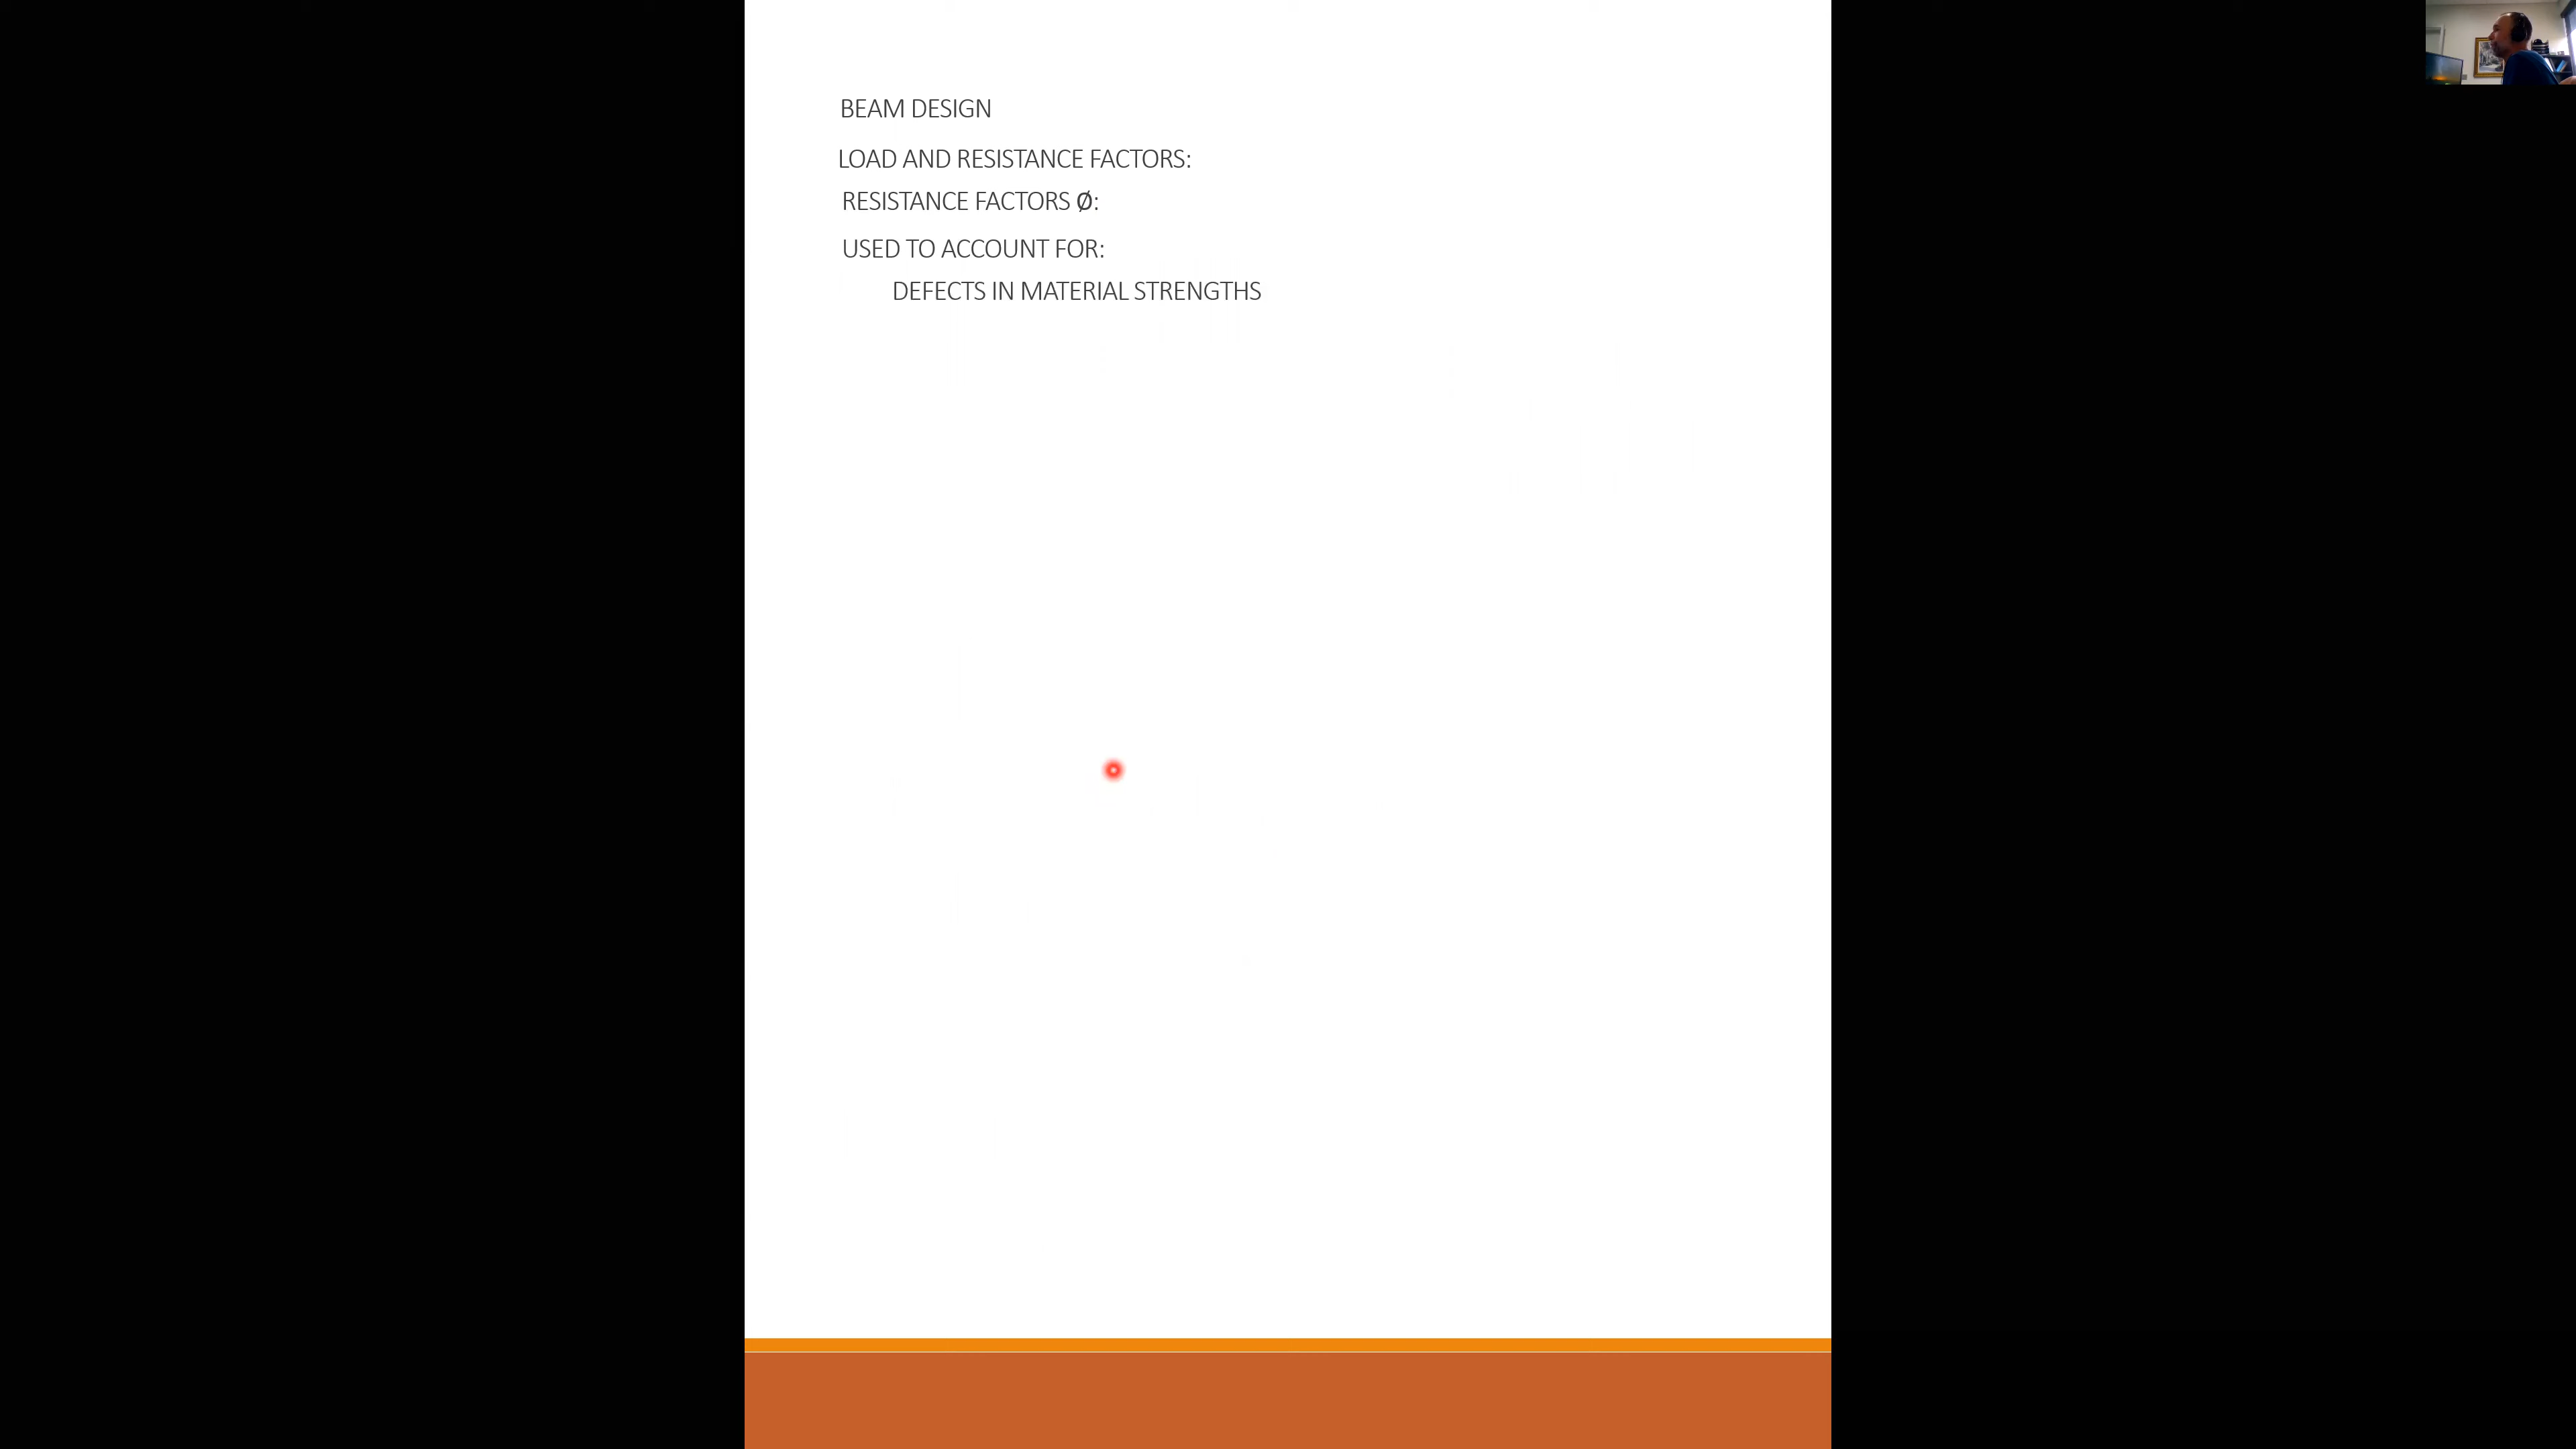 BEAM DESIGN
LOAD AND RESISTANCE FACTORS:
RESISTANCE FACTORS Ø:
USED TO ACCOUNT FOR:
DEFECTS IN MATERIAL STRENGTHS